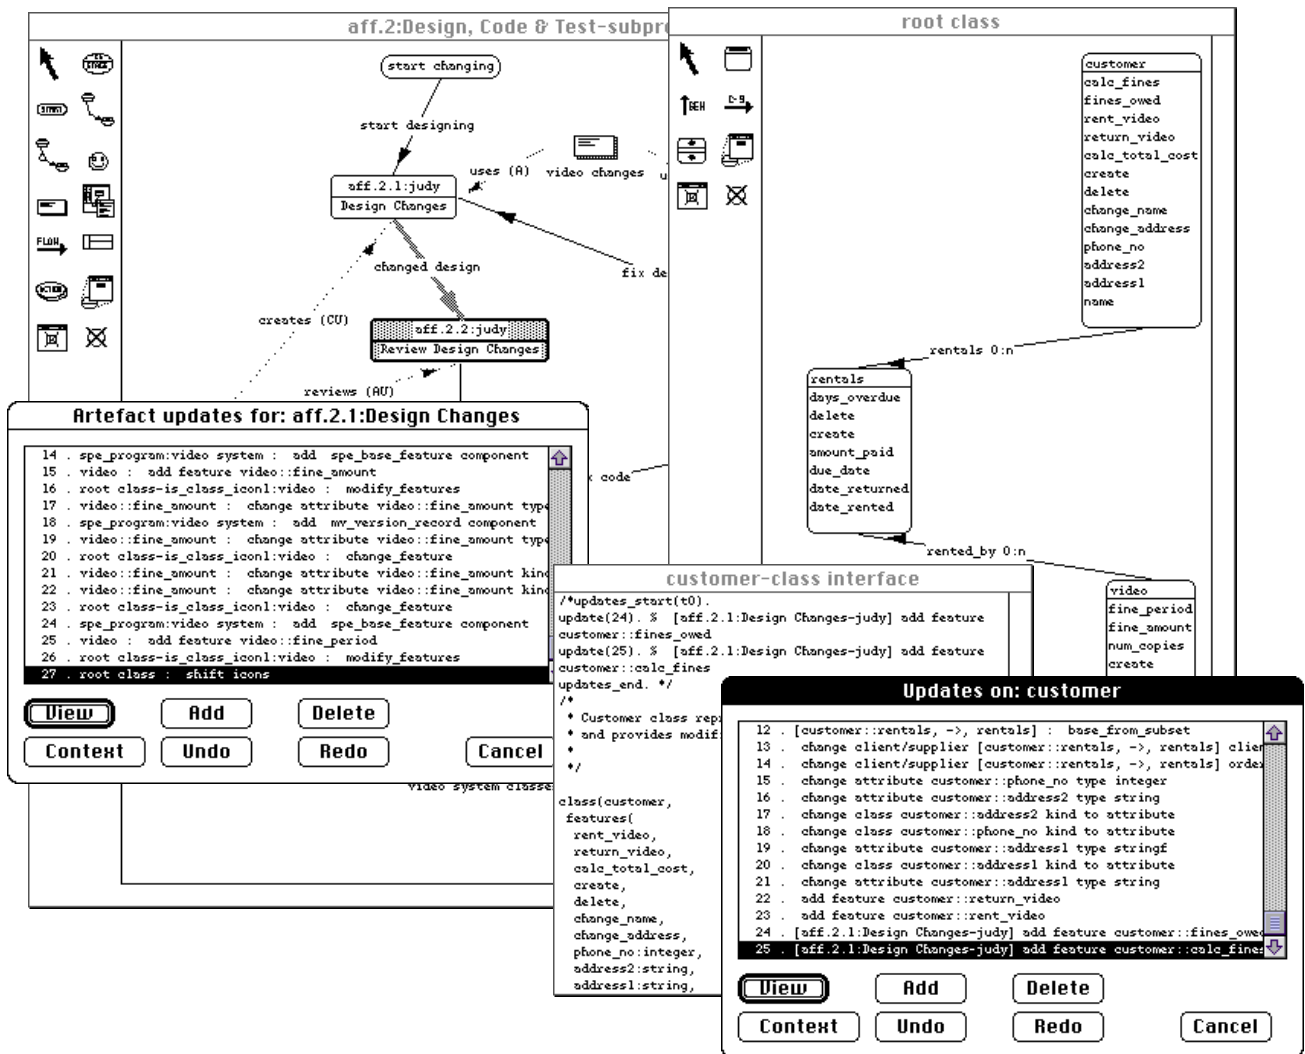 aff.2:Design, Code & Test-subpro
START
FLOW
ACTION
start changing
start designing
uses (A)
video changes
u
aff.2.1:judy
Design Changes
changed design
fix de
creates (CU)
aff.2.2:judy
Review Design Changes
reviews (AU)
x code
video system classe
root class
GEN
C-S
customer
calc_fines
fines_owed
rent_video
return_video
calc_total_cost
create
delete
change_name
change_address
phone_no
address2
address1
name
rentals 0:n
rentals
days_overdue
delete
create
amount_paid
due_date
date_returned
date_rented
rented_by 0:n
video
fine_period
fine_amount
num_copies
create
Artefact updates for: aff.2.1:Design Changes
14 . spe_program:video system : add spe_base_feature component
15 . video : add feature video::fine_amount
16 . root class-is_class_icon1:video : modify_features
17 . video::fine_amount : change attribute video::fine_amount type
18 . spe_program:video system : add mv_version_record component
19 . video::fine_amount : change attribute video::fine_amount type
20 . root class-is_class_icon1:video : change_feature
21 . video::fine_amount : change attribute video::fine_amount kind
22 . video::fine_amount : change attribute video::fine_amount kind
23 . root class-is_class_icon1:video : change_feature
24 . spe_program:video system : add spe_base_feature component
25 . video : add feature video::fine_period
26 . root class-is_class_icon1:video : modify_features
27 . root class : shift icons
View Add Delete
Context Undo Redo Cancel
customer-class interface
/*updates_start(t0).
update(24). % [aff.2.1:Design Changes-judy] add feature
customer::fines_owed
update(25). % [aff.2.1:Design Changes-judy] add feature
customer::calc_fines
updates_end. */
/*
* Customer class rep
* and provides modif
*
*/
class(customer,
features(
rent_video,
return_video,
calc_total_cost,
create,
delete,
change_name,
change_address,
phone_no:integer,
address2:string,
address1:string,
Updates on: customer
12 . [customer::rentals, ->, rentals] : base_from_subset
13 . change client/supplier [customer::rentals, ->, rentals] clien
14 . change client/supplier [customer::rentals, ->, rentals] orde
15 . change attribute customer::phone_no type integer
16 . change attribute customer::address2 type string
17 . change class customer::address2 kind to attribute
18 . change class customer::phone_no kind to attribute
19 . change attribute customer::address1 type stringf
20 . change class customer::address1 kind to attribute
21 . change attribute customer::address1 type string
22 . add feature customer::return_video
23 . add feature customer::rent_video
24 . [aff.2.1:Design Changes-judy] add feature customer::fines_owed
25 . [aff.2.1:Design Changes-judy] add feature customer::calc_fines
View Add Delete
Context Undo Redo Cancel